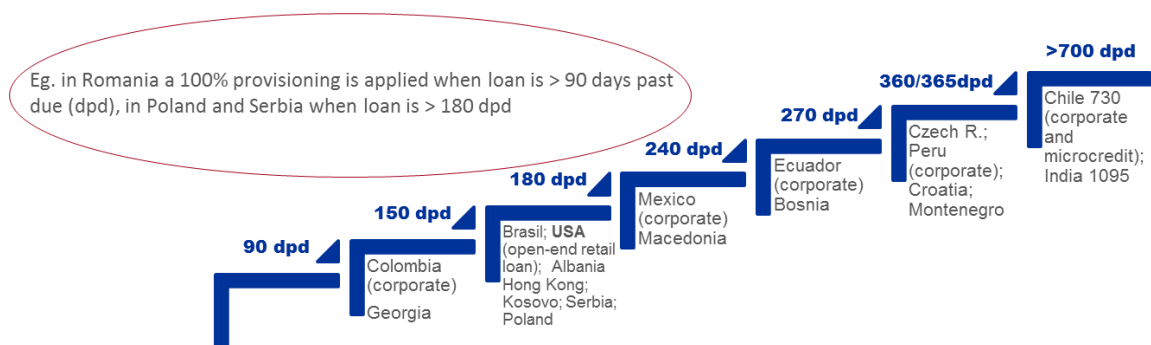 Eg. in Romania a 100% provisioning is applied when loan is > 90 days past
due (dpd), in Poland and Serbia when loan is > 180 dpd
90 dpd
150 dpd
Colombia
(corporate)
Georgia
180 dpd
Brasil; USA
(open-end retail
loan); Albania
Hong Kong;
Kosovo; Serbia;
Poland
240 dpd
Mexico
(corporate)
Macedonia
270 dpd
Ecuador
(corporate)
Bosnia
360/365dpd
Czech R.;
Peru
(corporate);
Croatia;
Montenegro
>700 dpd
Chile 730
(corporate
and
microcredit);
India 1095